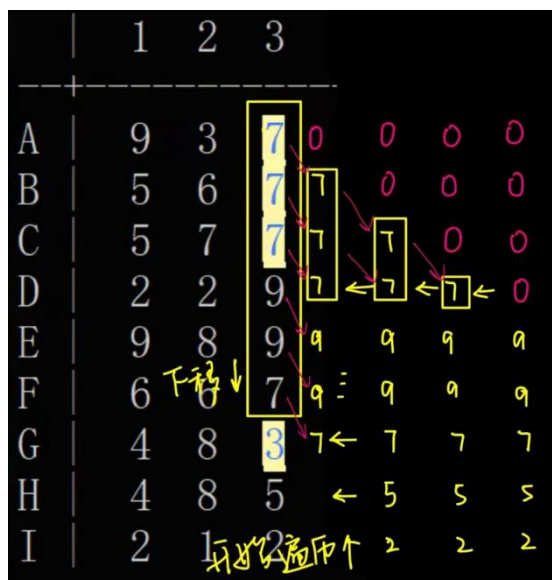 | 1 2 3
--+----------
A | 9 3 7 0 0 0 0
B | 5 6 7 7 0 0 0
C | 5 7 7 7 7 0 0
D | 2 2 9 7 ← 7 ← 7 ← 0
E | 9 8 9 9 9 9 9
F | 6 6 7 9 ⋮ 9 9 9
下移 ↓
G | 4 8 3 7 ← 7 7 7
H | 4 8 5 ← 5 5 5
I | 2 1 2 2 2 2
开始遍历个